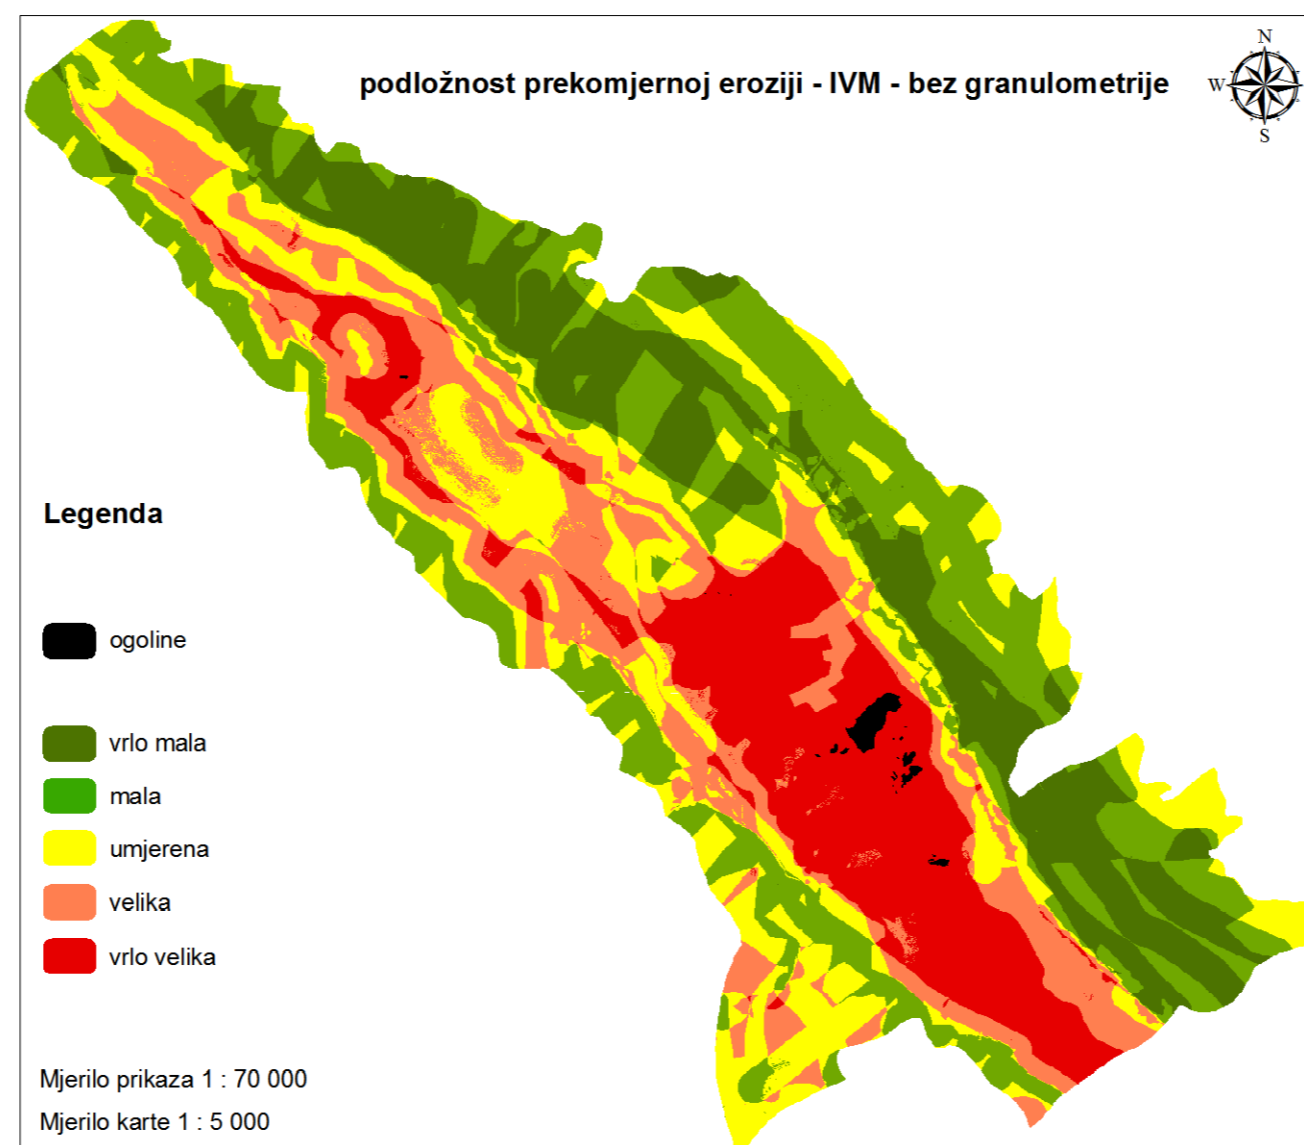 podložnost prekomjernoj eroziji - IVM - bez granulometrije
N
W
S
Legenda
ogoline
vrlo mala
mala
umjerena
velika
vrlo velika
Mjerilo prikaza 1 : 70 000
Mjerilo karte 1 : 5 000